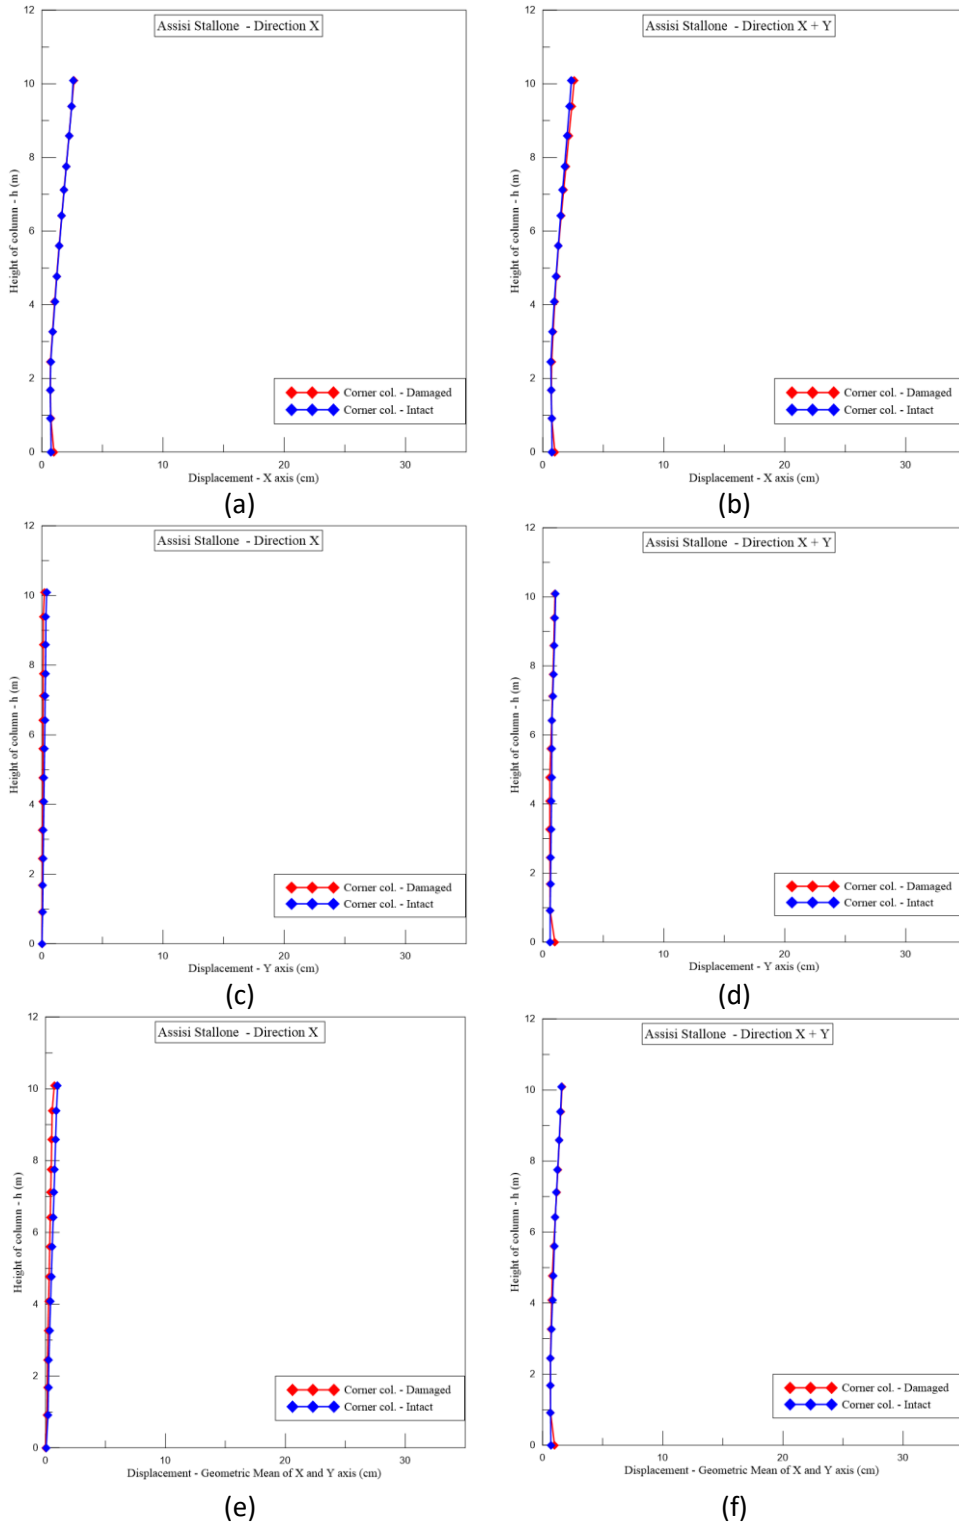 Assisi Stallone - Direction X
Height of column - h (m)
12
10
8
6
4
2
0
Corner col. - Damaged
Corner col. - Intact
0
10
20
30
Displacement - X axis (cm)
(a)
Assisi Stallone - Direction X + Y
Height of column - h (m)
12
10
8
6
4
2
0
Corner col. - Damaged
Corner col. - Intact
0
10
20
30
Displacement - X axis (cm)
(b)
Assisi Stallone - Direction X
Height of column - h (m)
12
10
8
6
4
2
0
Corner col. - Damaged
Corner col. - Intact
0
10
20
30
Displacement - Y axis (cm)
(c)
Assisi Stallone - Direction X + Y
Height of column - h (m)
12
10
8
6
4
2
0
Corner col. - Damaged
Corner col. - Intact
0
10
20
30
Displacement - Y axis (cm)
(d)
Assisi Stallone - Direction X
Height of column - h (m)
12
10
8
6
4
2
0
Corner col. - Damaged
Corner col. - Intact
0
10
20
30
Displacement - Geometric Mean of X and Y axis (cm)
(e)
Assisi Stallone - Direction X + Y
Height of column - h (m)
12
10
8
6
4
2
0
Corner col. - Damaged
Corner col. - Intact
0
10
20
30
Displacement - Geometric Mean of X and Y axis (cm)
(f)